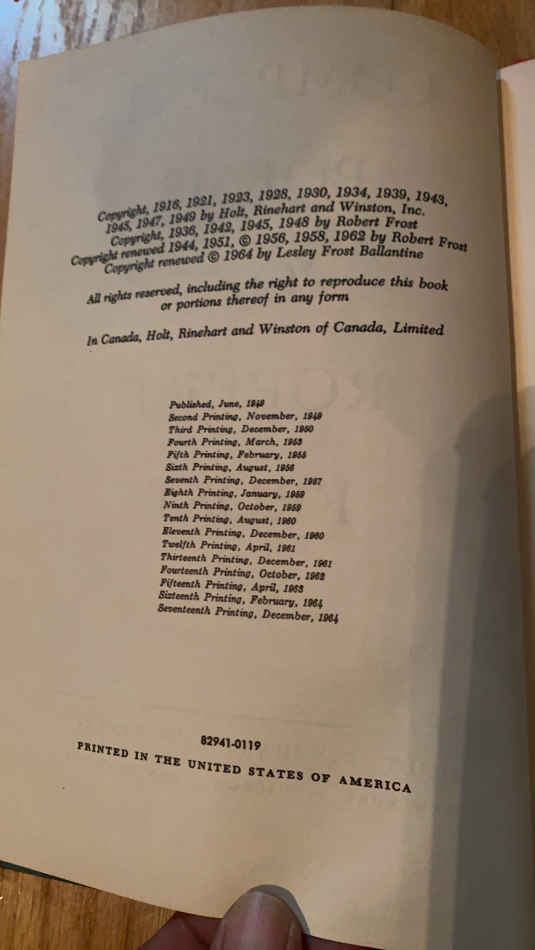 Copyright, 1916, 1921, 1923, 1928, 1930, 1934, 1939, 1943,
1945, 1947, 1949 by Holt, Rinehart and Winston, Inc.
Copyright, 1936, 1942, 1945, 1948 by Robert Frost
Copyright renewed 1944, 1951, © 1956, 1958, 1962 by Robert Frost
Copyright renewed © 1964 by Lesley Frost Ballantine
All rights reserved, including the right to reproduce this book
or portions thereof in any form
In Canada, Holt, Rinehart and Winston of Canada, Limited
Published, June, 1949
Second Printing, November, 1949
Third Printing, December, 1950
Fourth Printing, March, 1953
Fifth Printing, February, 1955
Sixth Printing, August, 1956
Seventh Printing, December, 1957
Eighth Printing, January, 1959
Ninth Printing, October, 1959
Tenth Printing, August, 1960
Eleventh Printing, December, 1960
Twelfth Printing, April, 1961
Thirteenth Printing, December, 1961
Fourteenth Printing, October, 1962
Fifteenth Printing, April, 1963
Sixteenth Printing, February, 1964
Seventeenth Printing, December, 1964
82941-0119
PRINTED IN THE UNITED STATES OF AMERICA